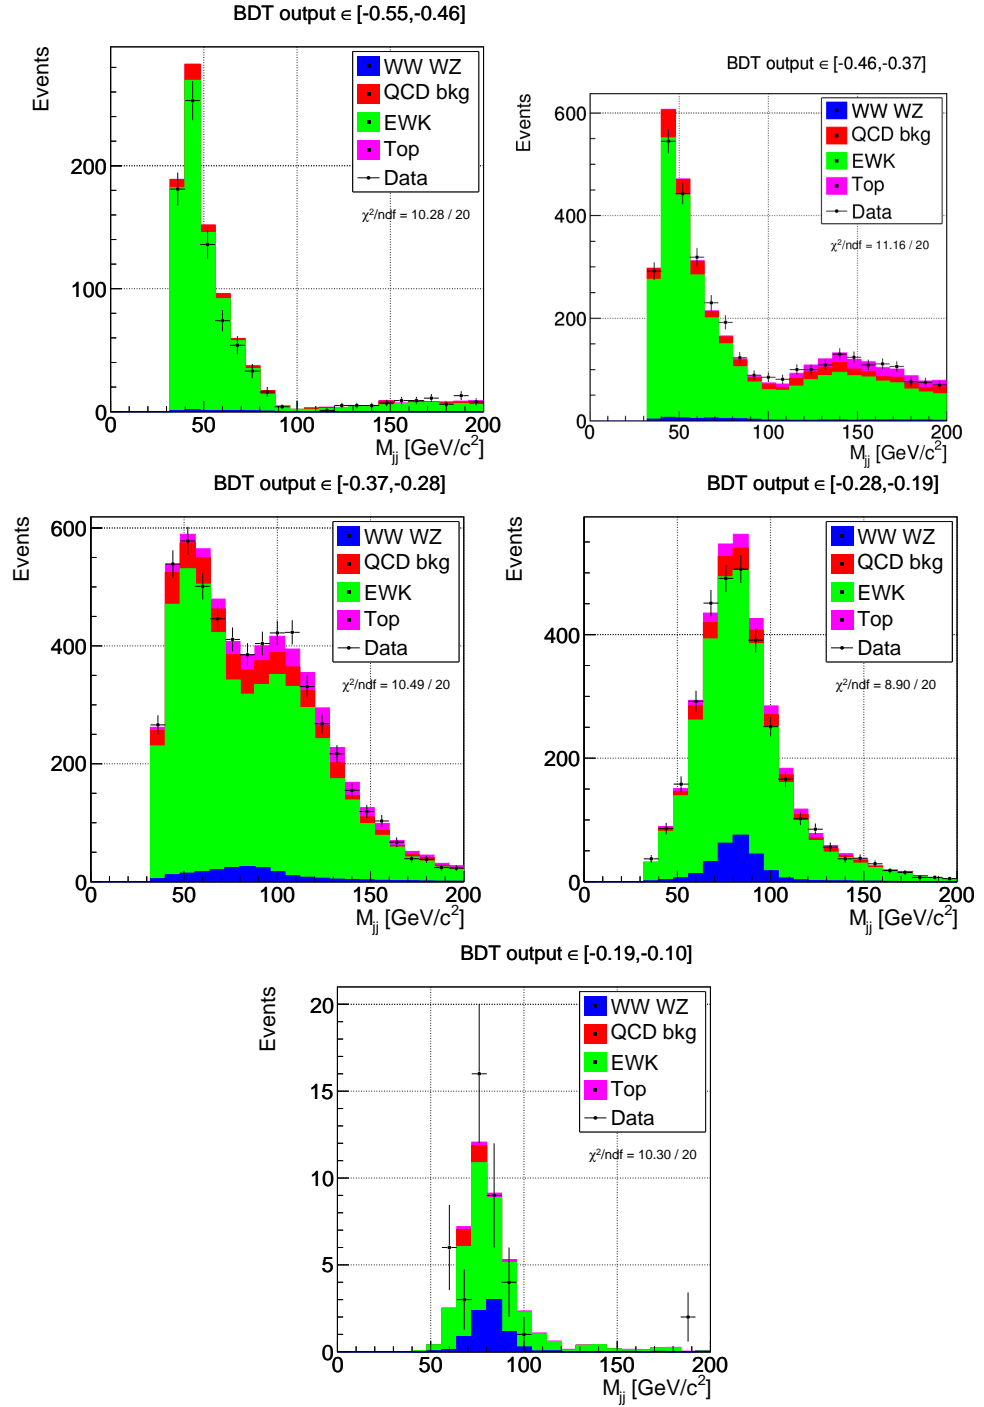 BDT output ∈ [-0.55,-0.46]
Events
WW WZ
QCD bkg
EWK
Top
Data
χ²/ndf = 10.28 / 20
200
100
0
0 50 100 150 200
M_jj [GeV/c²]
BDT output ∈ [-0.46,-0.37]
Events
WW WZ
QCD bkg
EWK
Top
Data
χ²/ndf = 11.16 / 20
600
400
200
0
0 50 100 150 200
M_jj [GeV/c²]
BDT output ∈ [-0.37,-0.28]
Events
WW WZ
QCD bkg
EWK
Top
Data
χ²/ndf = 10.49 / 20
600
400
200
0
0 50 100 150 200
M_jj [GeV/c²]
BDT output ∈ [-0.28,-0.19]
Events
WW WZ
QCD bkg
EWK
Top
Data
χ²/ndf = 8.90 / 20
400
200
0
0 50 100 150 200
M_jj [GeV/c²]
BDT output ∈ [-0.19,-0.10]
Events
WW WZ
QCD bkg
EWK
Top
Data
χ²/ndf = 10.30 / 20
20
15
10
5
0
0 50 100 150 200
M_jj [GeV/c²]